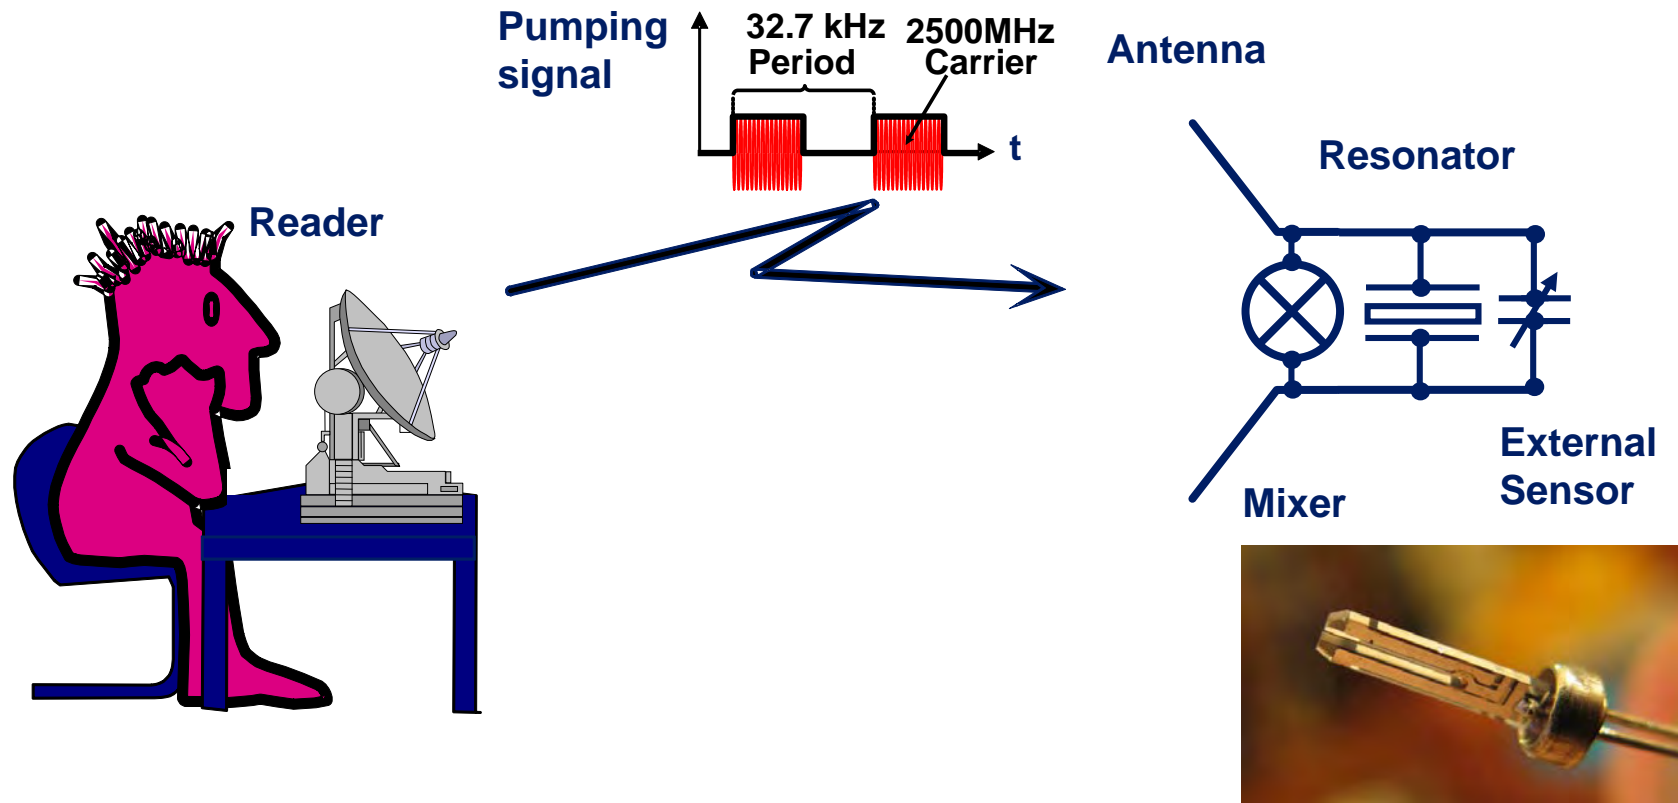 Pumping
signal
32.7 kHz
Period
2500MHz
Carrier
t
Antenna
Reader
Resonator
External
Sensor
Mixer